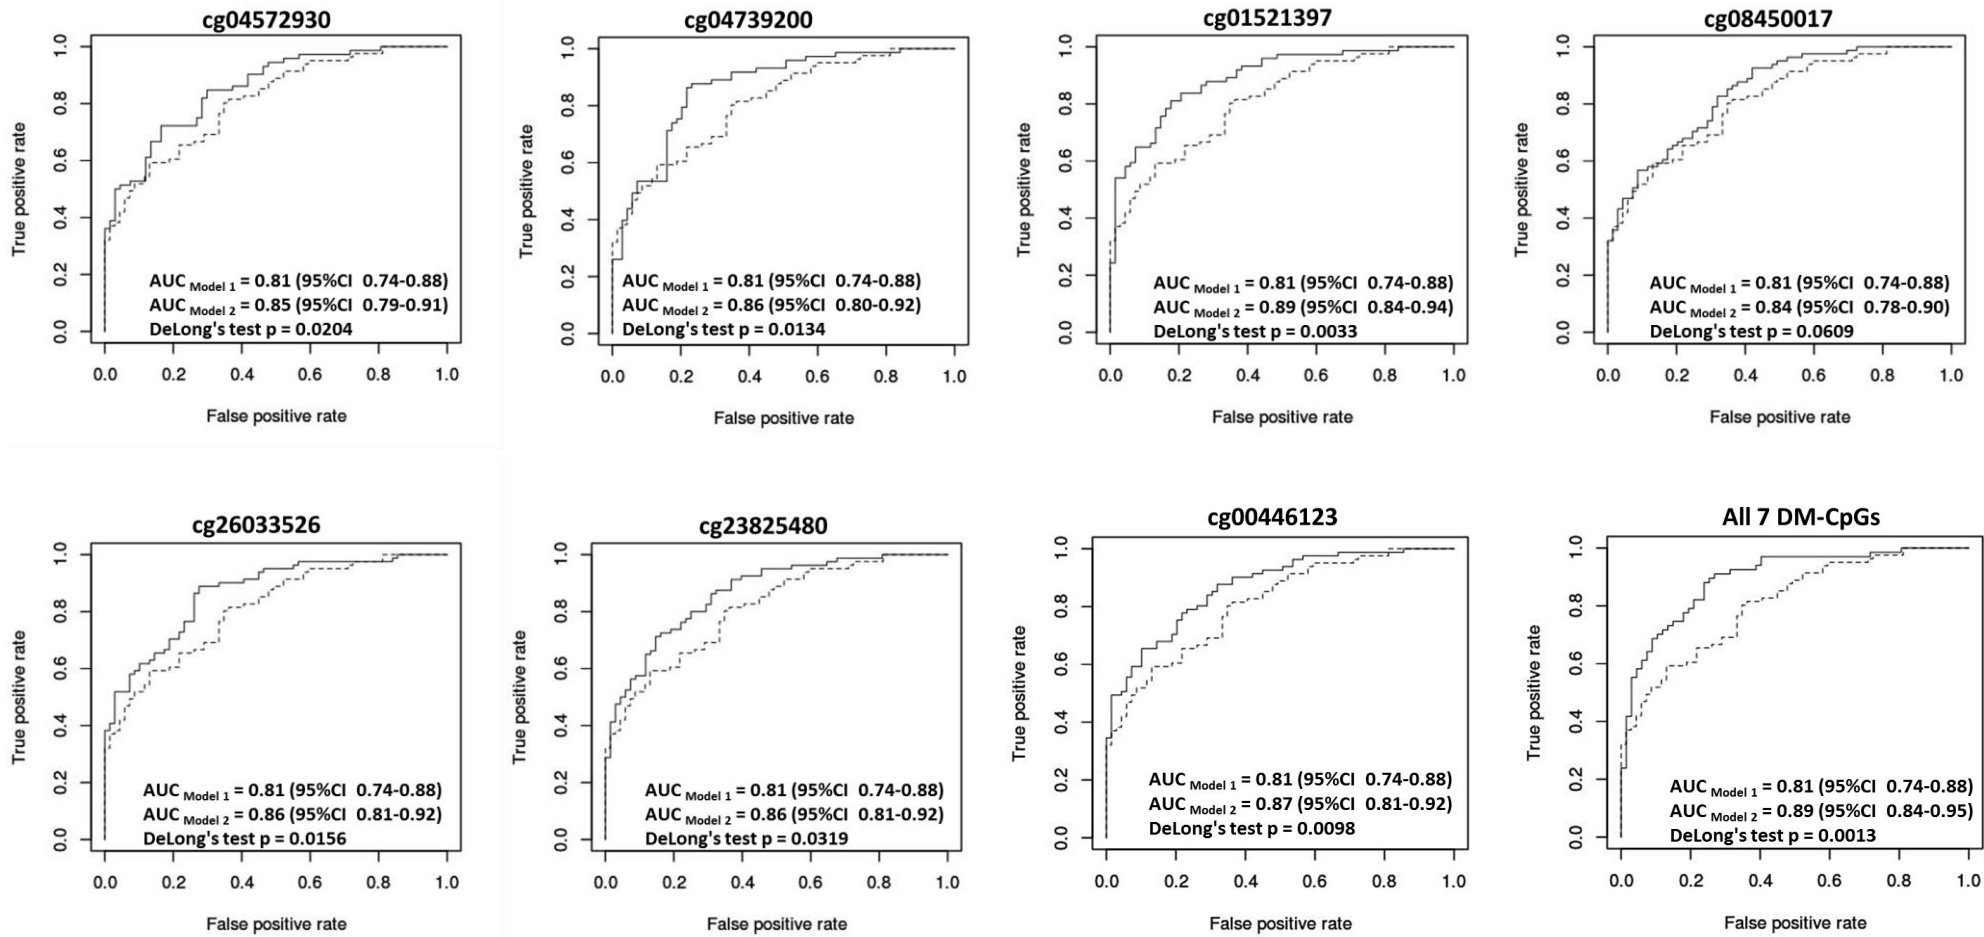 cg04572930
True positive rate
0.0 0.2 0.4 0.6 0.8 1.0
AUC Model 1 = 0.81 (95%CI 0.74-0.88)
AUC Model 2 = 0.85 (95%CI 0.79-0.91)
DeLong's test p = 0.0204
0.0 0.2 0.4 0.6 0.8 1.0
False positive rate
cg04739200
True positive rate
0.0 0.2 0.4 0.6 0.8 1.0
AUC Model 1 = 0.81 (95%CI 0.74-0.88)
AUC Model 2 = 0.86 (95%CI 0.80-0.92)
DeLong's test p = 0.0134
0.0 0.2 0.4 0.6 0.8 1.0
False positive rate
cg01521397
True positive rate
0.0 0.2 0.4 0.6 0.8 1.0
AUC Model 1 = 0.81 (95%CI 0.74-0.88)
AUC Model 2 = 0.89 (95%CI 0.84-0.94)
DeLong's test p = 0.0033
0.0 0.2 0.4 0.6 0.8 1.0
False positive rate
cg08450017
True positive rate
0.0 0.2 0.4 0.6 0.8 1.0
AUC Model 1 = 0.81 (95%CI 0.74-0.88)
AUC Model 2 = 0.84 (95%CI 0.78-0.90)
DeLong's test p = 0.0609
0.0 0.2 0.4 0.6 0.8 1.0
False positive rate
cg26033526
True positive rate
0.0 0.2 0.4 0.6 0.8 1.0
AUC Model 1 = 0.81 (95%CI 0.74-0.88)
AUC Model 2 = 0.86 (95%CI 0.81-0.92)
DeLong's test p = 0.0156
0.0 0.2 0.4 0.6 0.8 1.0
False positive rate
cg23825480
True positive rate
0.0 0.2 0.4 0.6 0.8 1.0
AUC Model 1 = 0.81 (95%CI 0.74-0.88)
AUC Model 2 = 0.86 (95%CI 0.81-0.92)
DeLong's test p = 0.0319
0.0 0.2 0.4 0.6 0.8 1.0
False positive rate
cg00446123
True positive rate
0.0 0.2 0.4 0.6 0.8 1.0
AUC Model 1 = 0.81 (95%CI 0.74-0.88)
AUC Model 2 = 0.87 (95%CI 0.81-0.92)
DeLong's test p = 0.0098
0.0 0.2 0.4 0.6 0.8 1.0
False positive rate
All 7 DM-CpGs
True positive rate
0.0 0.2 0.4 0.6 0.8 1.0
AUC Model 1 = 0.81 (95%CI 0.74-0.88)
AUC Model 2 = 0.89 (95%CI 0.84-0.95)
DeLong's test p = 0.0013
0.0 0.2 0.4 0.6 0.8 1.0
False positive rate